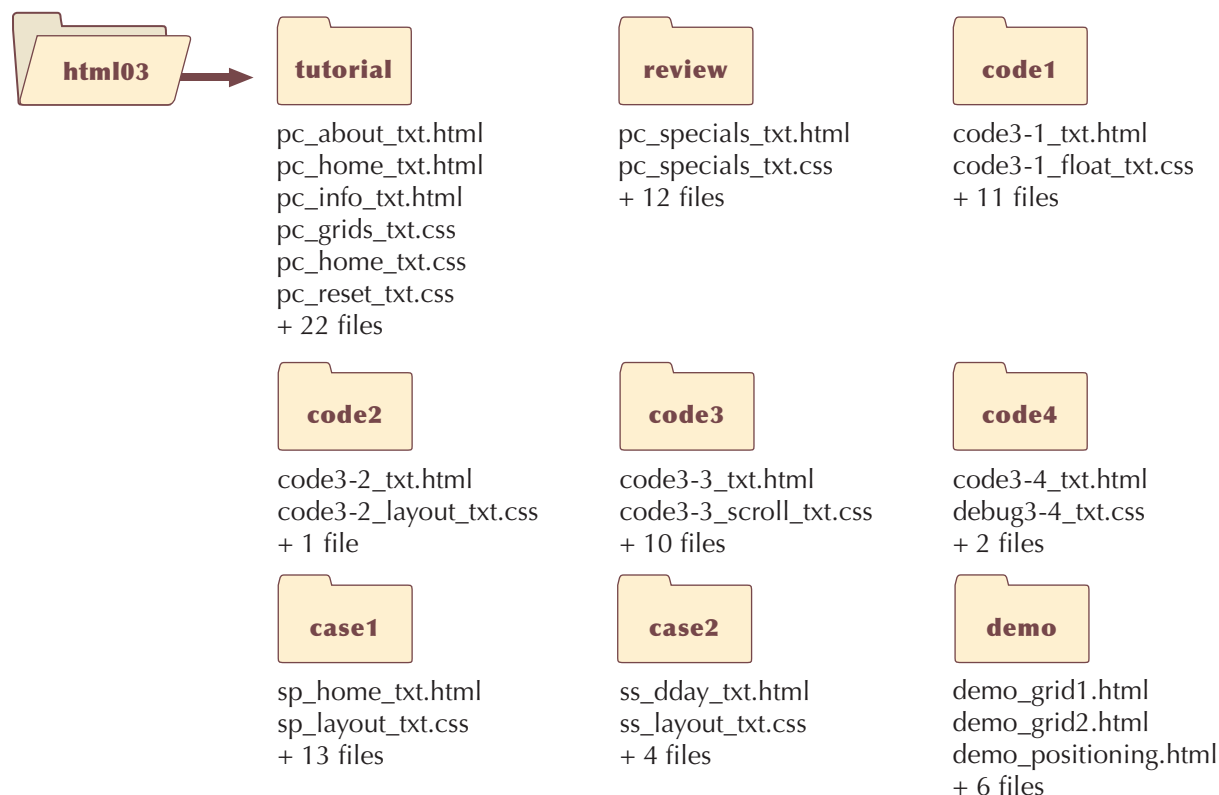 html03
tutorial
pc_about_txt.html
pc_home_txt.html
pc_info_txt.html
pc_grids_txt.css
pc_home_txt.css
pc_reset_txt.css
+ 22 files
review
pc_specials_txt.html
pc_specials_txt.css
+ 12 files
code1
code3-1_txt.html
code3-1_float_txt.css
+ 11 files
code2
code3-2_txt.html
code3-2_layout_txt.css
+ 1 file
code3
code3-3_txt.html
code3-3_scroll_txt.css
+ 10 files
code4
code3-4_txt.html
debug3-4_txt.css
+ 2 files
case1
sp_home_txt.html
sp_layout_txt.css
+ 13 files
case2
ss_dday_txt.html
ss_layout_txt.css
+ 4 files
demo
demo_grid1.html
demo_grid2.html
demo_positioning.html
+ 6 files